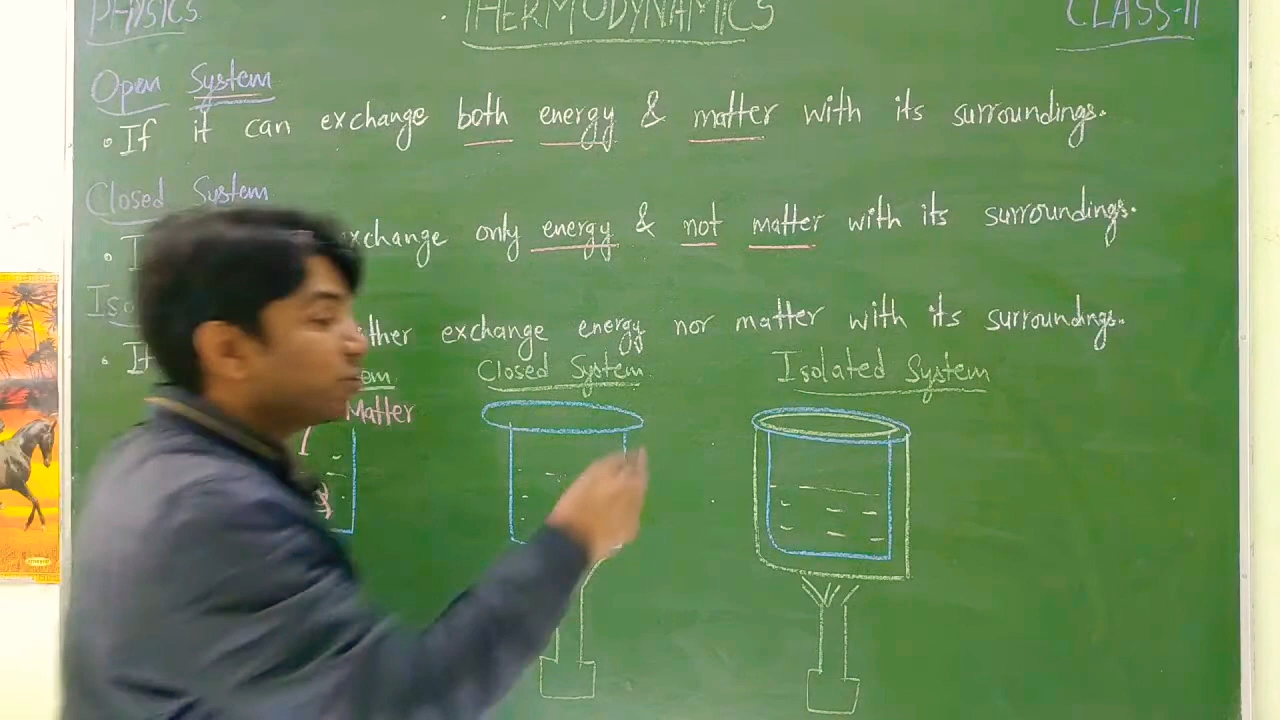 PHYSICS THERMODYNAMICS CLASS-11
Open System
• If it can exchange both energy & matter with its surroundings.
Closed System
exchange only energy & not matter with its surroundings.
exchange energy nor matter with its surroundings.
Closed System Isolated System
Matter